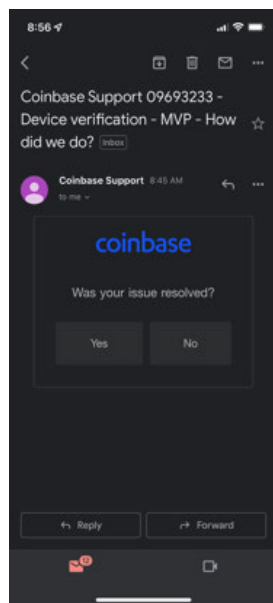 8:56
Coinbase Support 09693233 -
Device verification - MVP - How
did we do? Inbox
Coinbase Support 8:45 AM
to me
coinbase
Was your issue resolved?
Yes No
Reply Forward
12